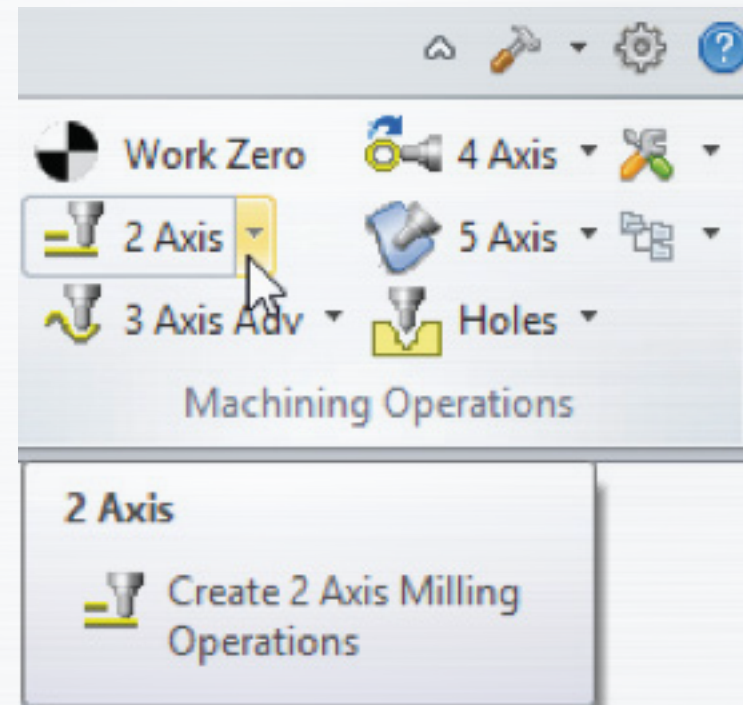 Work Zero
4 Axis
2 Axis
5 Axis
3 Axis Adv
Holes
Machining Operations
2 Axis
Create 2 Axis Milling
Operations